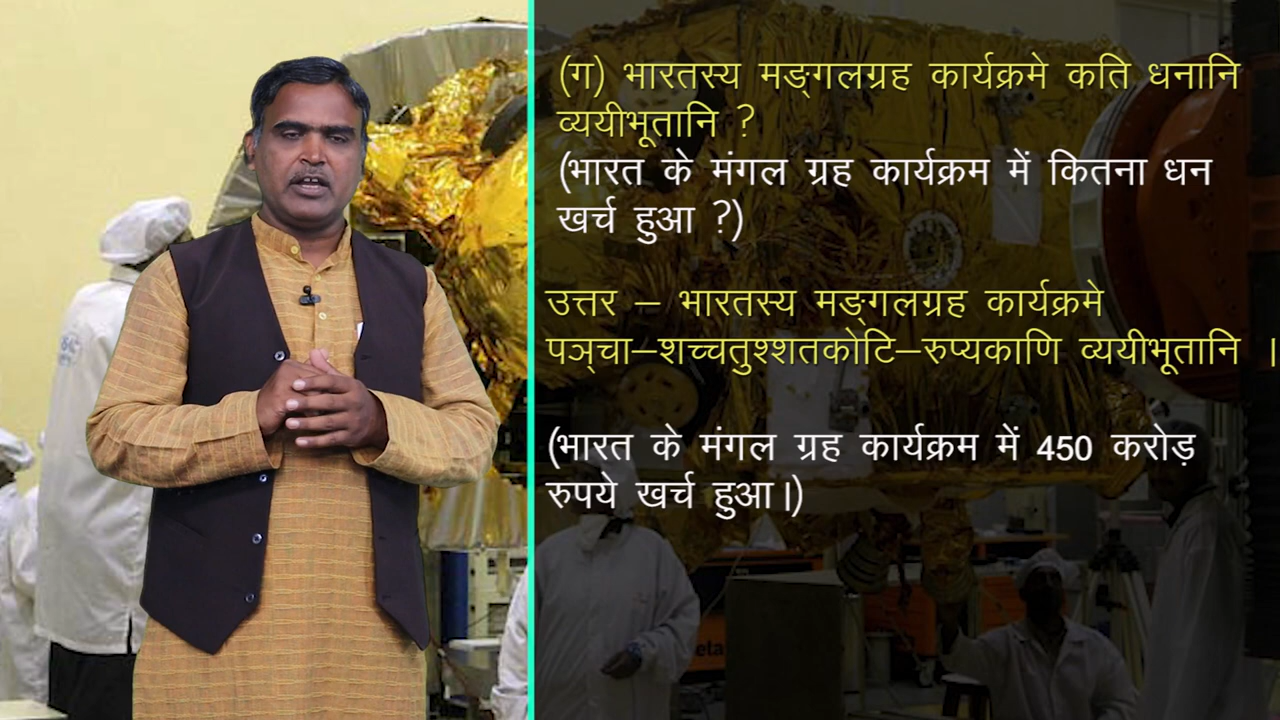 (ग) भारतस्य मङ्गलग्रह कार्यक्रमे कति धनानि
व्ययीभूतानि ?
(भारत के मंगल ग्रह कार्यक्रम में कितना धन
खर्च हुआ ?)
उत्तर – भारतस्य मङ्गलग्रह कार्यक्रमे
पञ्चा–शच्चतुश्शतकोटि–रुप्यकाणि व्ययीभूतानि ।
(भारत के मंगल ग्रह कार्यक्रम में 450 करोड़
रुपये खर्च हुआ।)